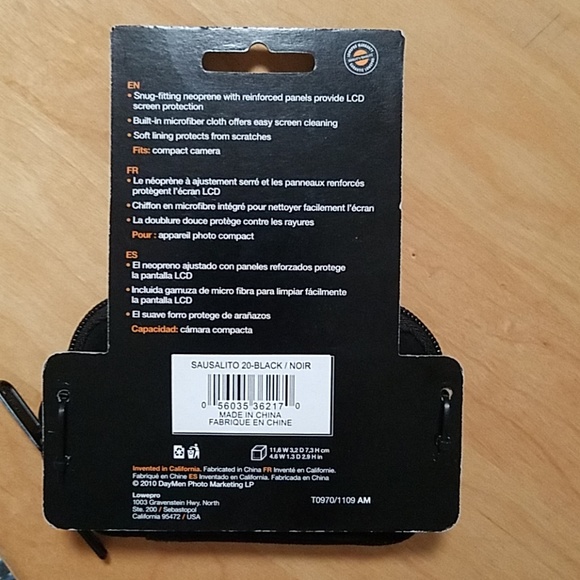 EN
• Snug-fitting neoprene with reinforced panels provide LCD
screen protection
• Built-in microfiber cloth offers easy screen cleaning
• Soft lining protects from scratches
Fits: compact camera
FR
• Le néoprène à ajustement serré et les panneaux renforcés
protègent l'écran LCD
• Chiffon en microfibre intégré pour nettoyer facilement l'écran
• La doublure douce protège contre les rayures
Pour : appareil photo compact
ES
• El neopreno ajustado con paneles reforzados protege
la pantalla LCD
• Incluida gamuza de micro fibra para limpiar fácilmente
la pantalla LCD
• El suave forro protege de arañazos
Capacidad: cámara compacta
SAUSALITO 20-BLACK / NOIR
0 56035 36217 0
MADE IN CHINA
FABRIQUE EN CHINE
11,6 W 3,2 D 7,3 H cm
4.6 W 1.3 D 2.9 H in
Invented in California. Fabricated in China FR Inventé en Californie.
Fabriqué en Chine ES Inventado en California. Fabricada en China
© 2010 DayMen Photo Marketing LP
Lowepro
1003 Gravenstein Hwy. North
Ste. 200 / Sebastopol
California 95472 / USA
T0970/1109 AM